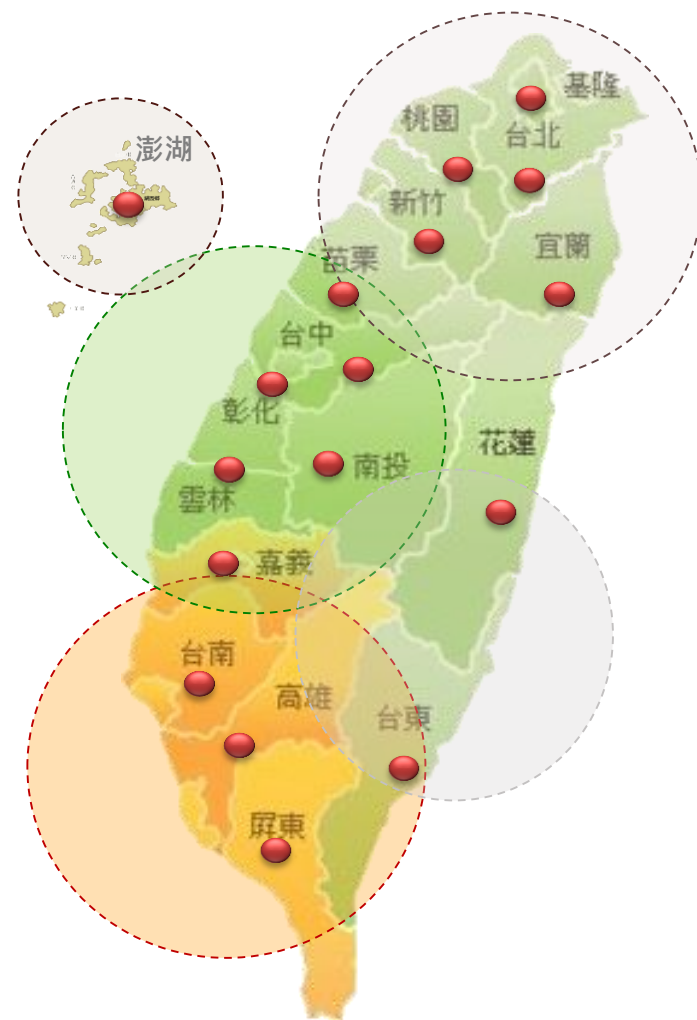 基隆
桃園
台北
澎湖
新竹
宜蘭
苗栗
台中
彰化
花蓮
南投
雲林
嘉義
台南
高雄
台東
屏東